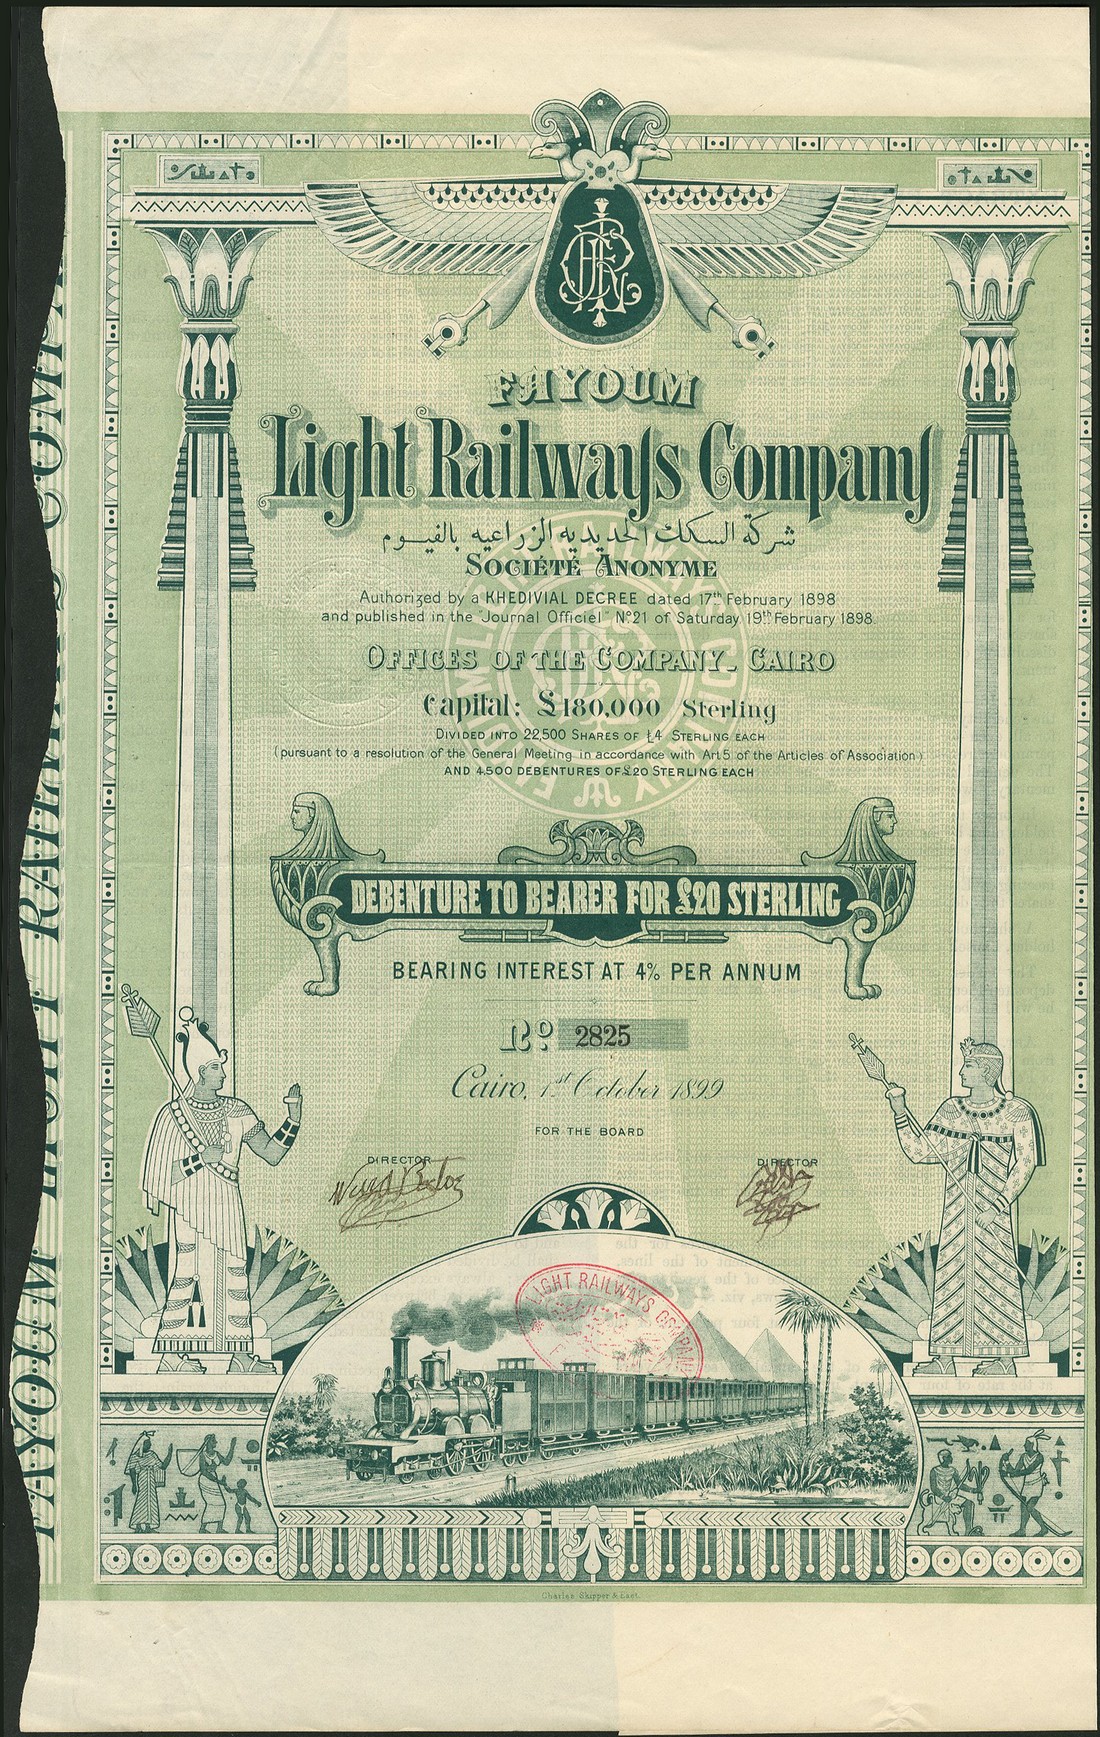 FAYOUM
Light Railways Company
شركة السكك الحديديه الزراعيه بالفيوم
SOCIÉTÉ ANONYME
Authorized by a KHEDIVIAL DECREE dated 17th February 1898
and published in the "Journal Officiel" No 21 of Saturday 19th February 1898
OFFICES OF THE COMPANY_ CAIRO
Capital: £180,000 Sterling
DIVIDED INTO 22,500 SHARES OF £4 STERLING EACH
(pursuant to a resolution of the General Meeting in accordance with Art 5 of the Articles of Association)
AND 4,500 DEBENTURES OF £20 STERLING EACH
DEBENTURE TO BEARER FOR £20 STERLING
BEARING INTEREST AT 4% PER ANNUM
No. 2825
Cairo, 1st October 1899
FOR THE BOARD
DIRECTOR
DIRECTOR
LIGHT RAILWAYS COMPANY
Charles Skipper & East.
FAYOUM LIGHT RAILWAYS COMPA